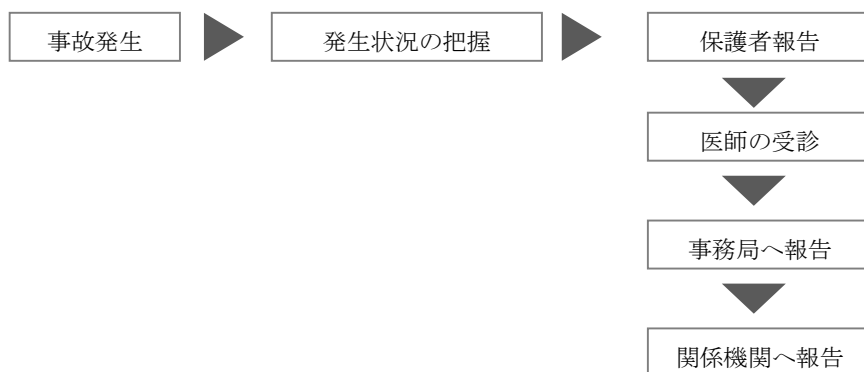 事故発生
発生状況の把握
保護者報告
医師の受診
事務局へ報告
関係機関へ報告